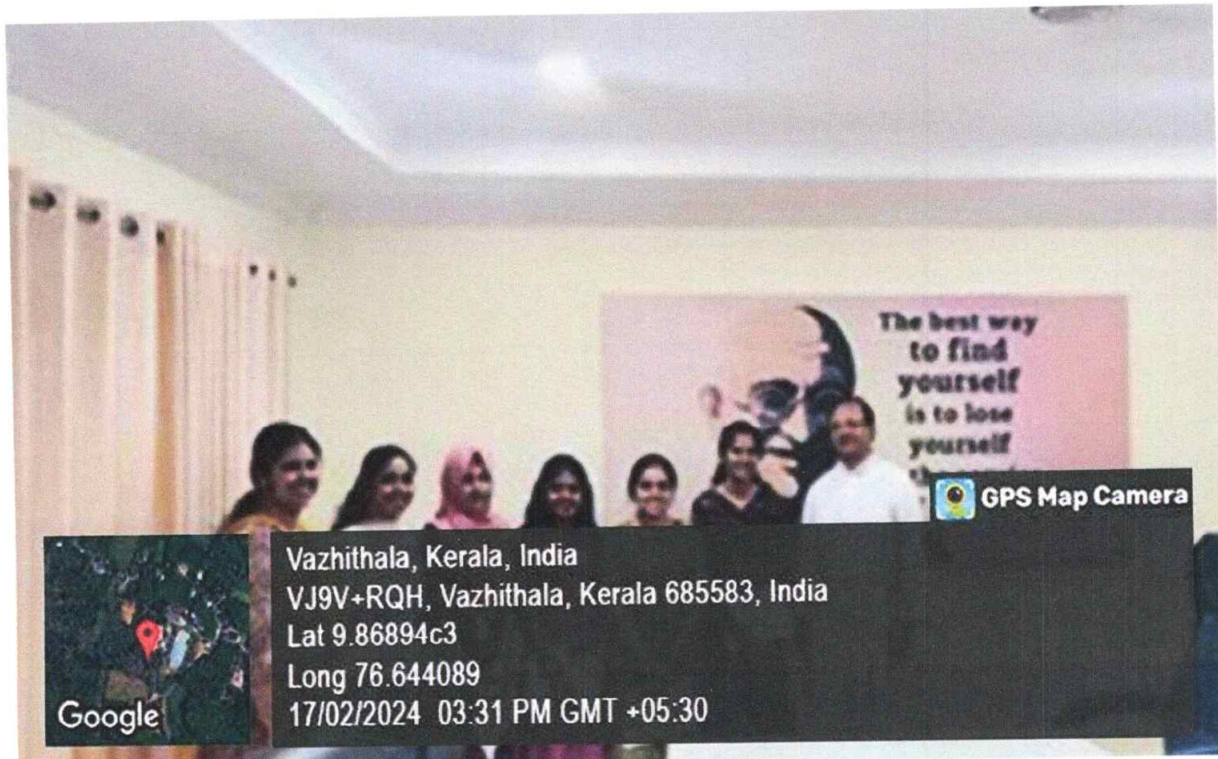 The best way
to find
yourself
is to lose
yourself
GPS Map Camera
Vazhithala, Kerala, India
VJ9V+RQH, Vazhithala, Kerala 685583, India
Lat 9.86894c3
Long 76.644089
17/02/2024 03:31 PM GMT +05:30
Google